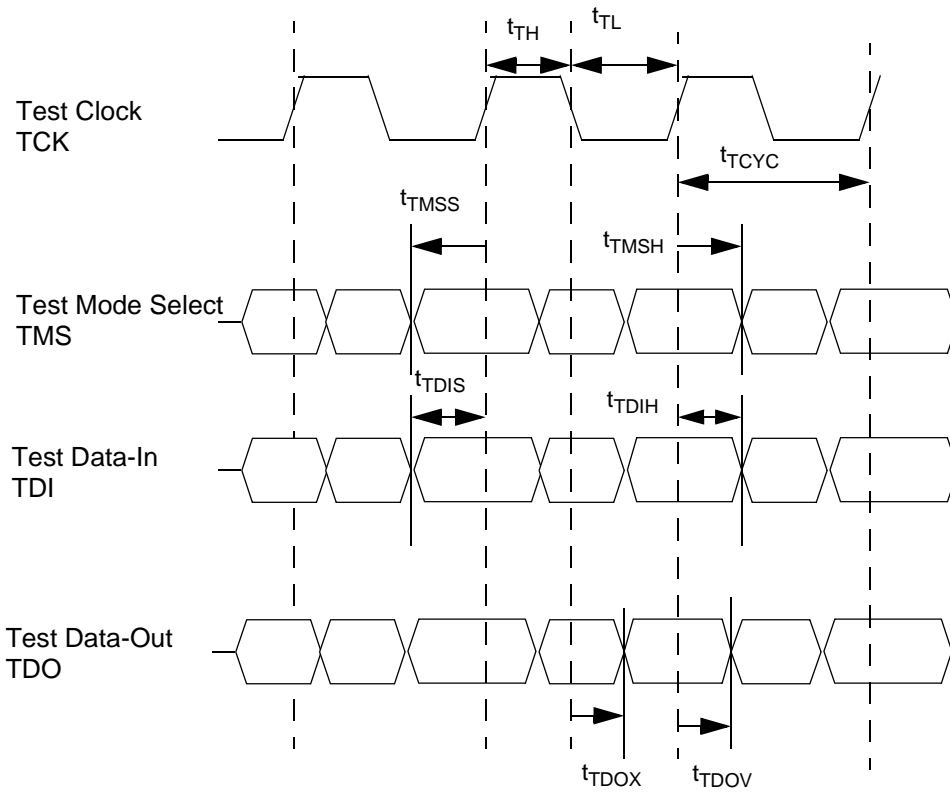 tTH
tTL
Test Clock
TCK
tTCYC
tTMSS
tTMSH
Test Mode Select
TMS
tTDIS
tTDIH
Test Data-In
TDI
Test Data-Out
TDO
tTDOX
tTDOV